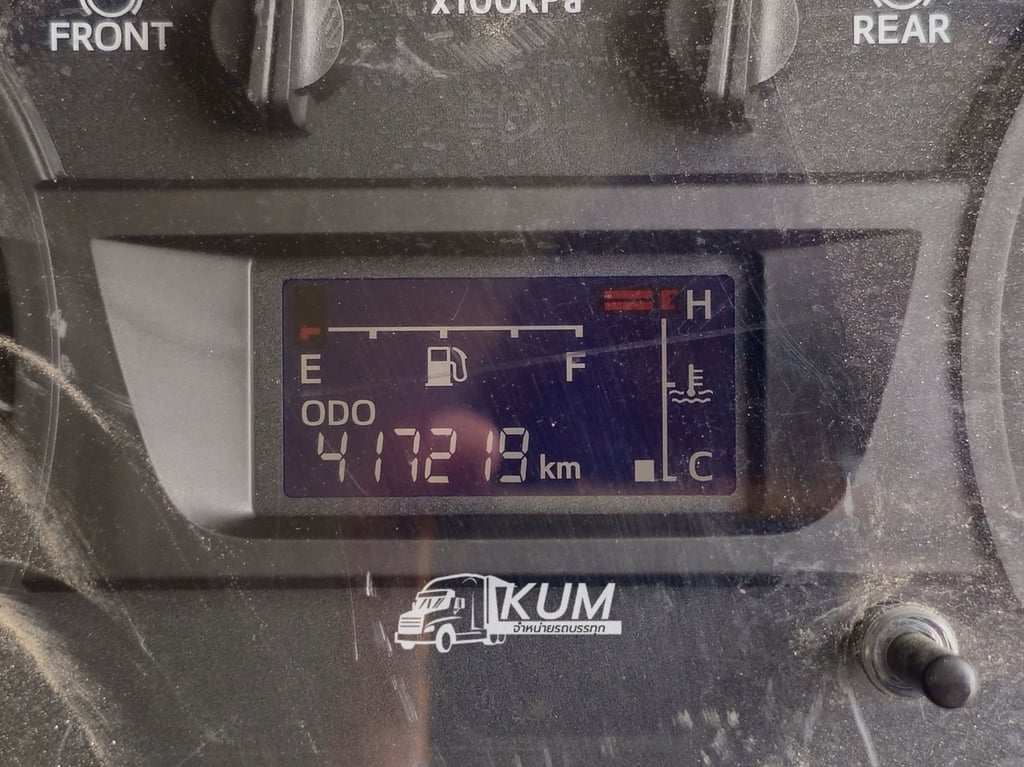 x100kPa
FRONT
REAR
H
E
F
ODO
417219 km
C
KUM
จำหน่ายรถบรรทุก